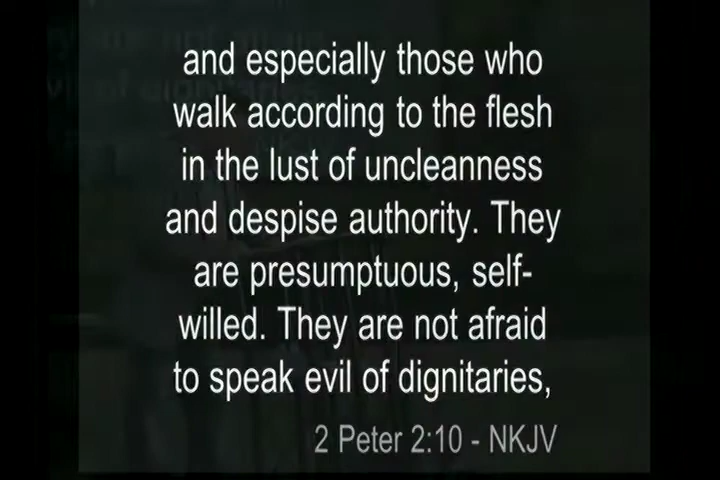 and especially those who
walk according to the flesh
in the lust of uncleanness
and despise authority. They
are presumptuous, self-
willed. They are not afraid
to speak evil of dignitaries,
2 Peter 2:10 - NKJV